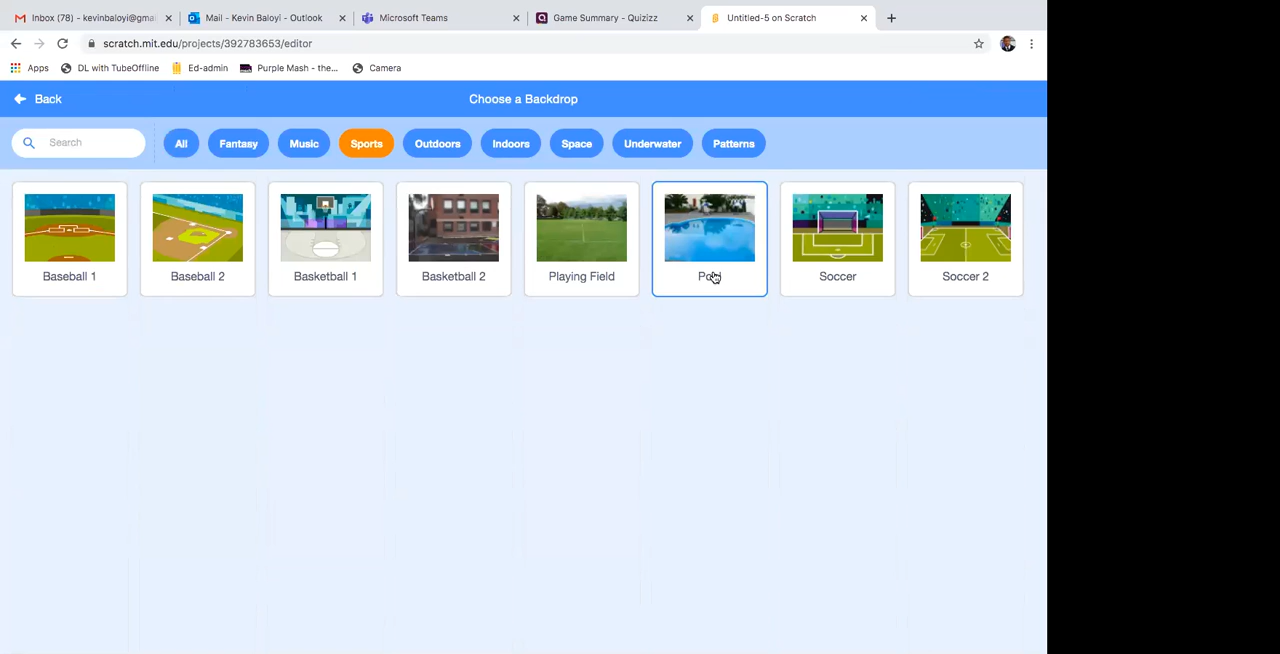 Inbox (78) - kevinbaloyi@gmai
Mail - Kevin Baloyi - Outlook
Microsoft Teams
Game Summary - Quizizz
Untitled-5 on Scratch
scratch.mit.edu/projects/392783653/editor
Apps
DL with TubeOffline
Ed-admin
Purple Mash - the...
Camera
Back
Choose a Backdrop
Search
All
Fantasy
Music
Sports
Outdoors
Indoors
Space
Underwater
Patterns
Baseball 1
Baseball 2
Basketball 1
Basketball 2
Playing Field
Pool
Soccer
Soccer 2